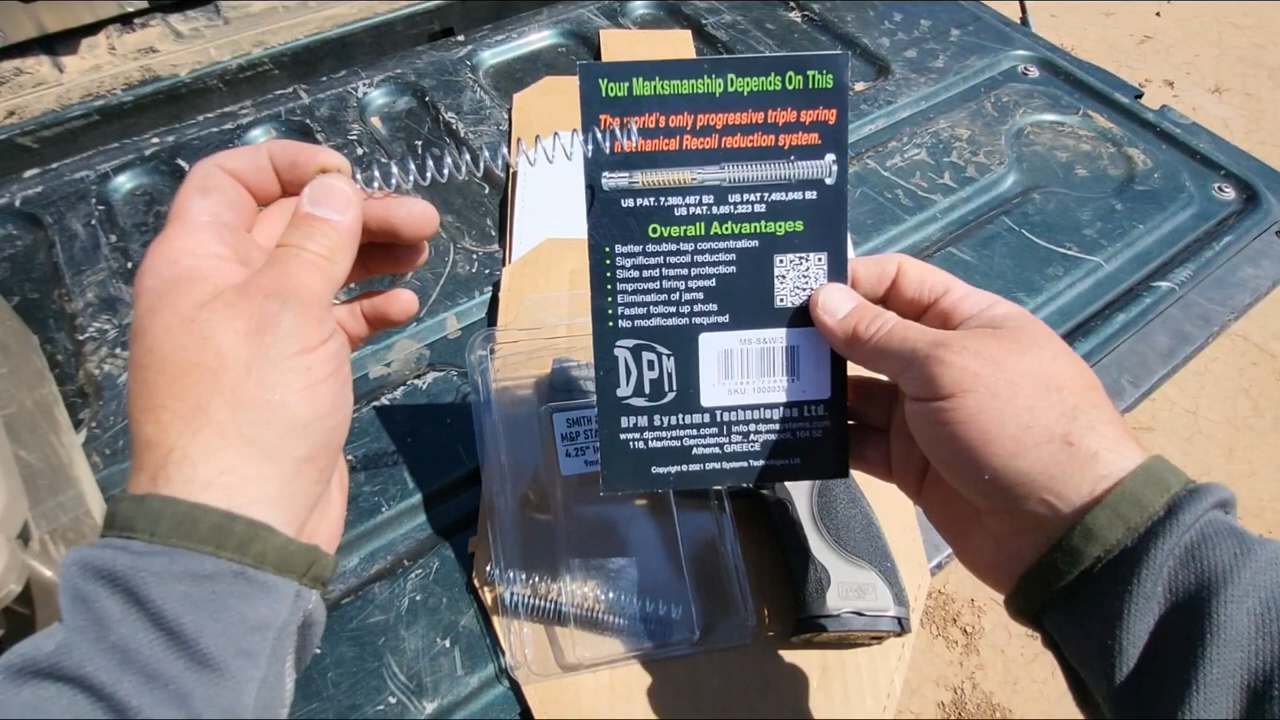 Your Marksmanship Depends On This
The world's only progressive triple spring
mechanical Recoil reduction system.
US PAT. 7,380,487 B2 US PAT 7,493,845 B2
US PAT. 9,651,323 B2
Overall Advantages
• Better double-tap concentration
• Significant recoil reduction
• Slide and frame protection
• Improved firing speed
• Elimination of jams
• Faster follow up shots
• No modification required
MS-S&W/2
SKU: 1000035
DPM
DPM Systems Technologies Ltd.
www.dpmsystems.com | info@dpmsystems.com
116, Marinou Geroulanou Str., Argiroupoli, 164 52
Athens, GREECE
Copyright © 2021 DPM Systems Technologies Ltd.
SMITH
M&P
4.25"